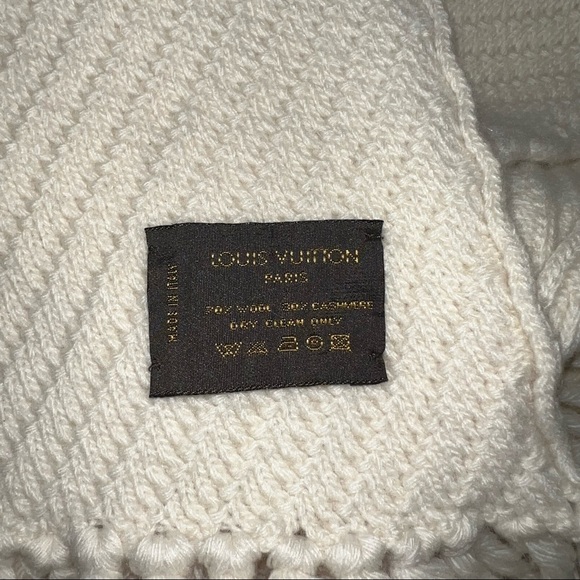 LOUIS VUITTON
PARIS
70% WOOL 30% CASHMERE
DRY CLEAN ONLY
MADE IN ITALY